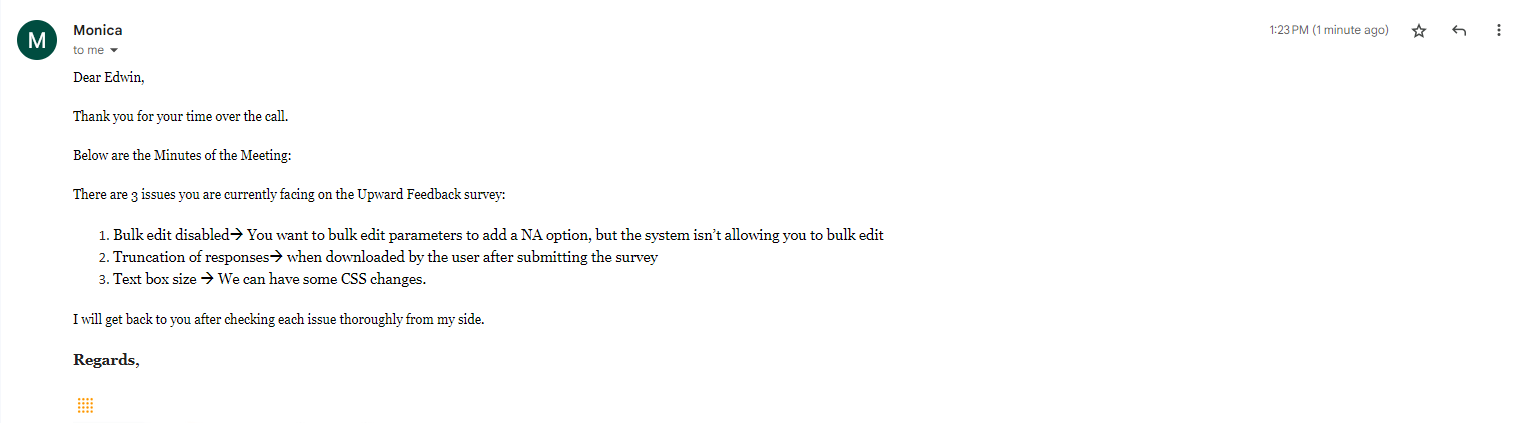 M
Monica
1:23 PM (1 minute ago)
to me
Dear Edwin,
Thank you for your time over the call.
Below are the Minutes of the Meeting:
There are 3 issues you are currently facing on the Upward Feedback survey:
1. Bulk edit disabled→ You want to bulk edit parameters to add a NA option, but the system isn’t allowing you to bulk edit
2. Truncation of responses→ when downloaded by the user after submitting the survey
3. Text box size → We can have some CSS changes.
I will get back to you after checking each issue thoroughly from my side.
Regards,